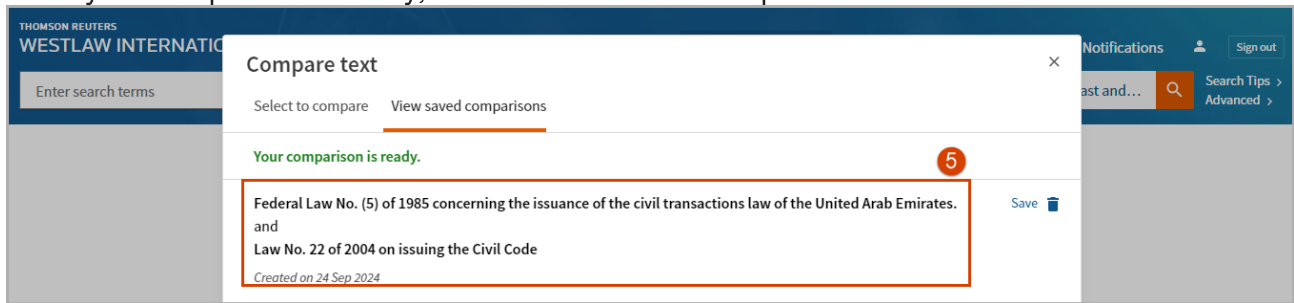 THOMSON REUTERS
WESTLAW INTERNATIC
Notifications
Sign out
Enter search terms
ast and…
Search Tips >
Advanced >
Compare text
×
Select to compare
View saved comparisons
Your comparison is ready.
5
Federal Law No. (5) of 1985 concerning the issuance of the civil transactions law of the United Arab Emirates.
Save
and
Law No. 22 of 2004 on issuing the Civil Code
Created on 24 Sep 2024